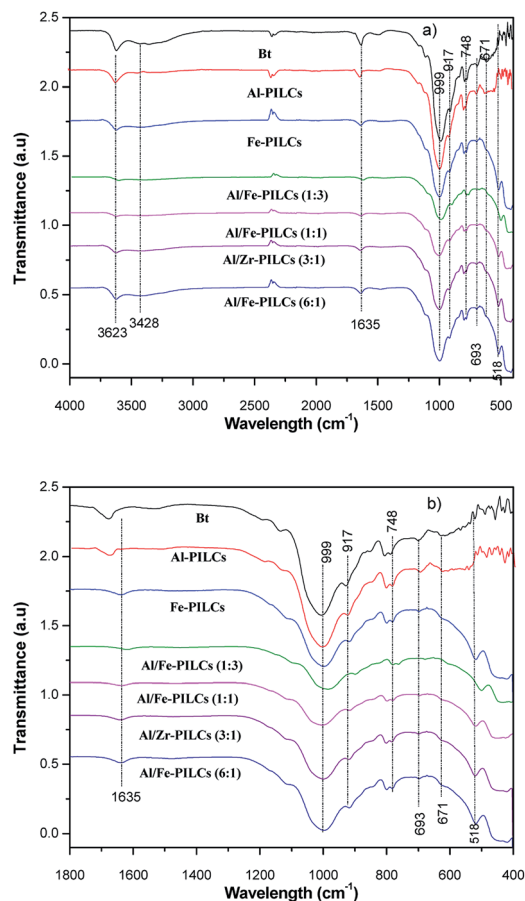 a)
2.5
2.0
1.5
1.0
0.5
0.0
Transmittance (a.u)
Bt
Al-PILCs
Fe-PILCs
Al/Fe-PILCs (1:3)
Al/Fe-PILCs (1:1)
Al/Zr-PILCs (3:1)
Al/Fe-PILCs (6:1)
3623
3428
1635
999
917
748
671
693
518
4000 3500 3000 2500 2000 1500 1000 500
Wavelength (cm-1)
b)
2.5
2.0
1.5
1.0
0.5
0.0
Transmittance (a.u)
Bt
Al-PILCs
Fe-PILCs
Al/Fe-PILCs (1:3)
Al/Fe-PILCs (1:1)
Al/Zr-PILCs (3:1)
Al/Fe-PILCs (6:1)
1635
999
917
748
693
671
518
1800 1600 1400 1200 1000 800 600 400
Wavelength (cm-1)